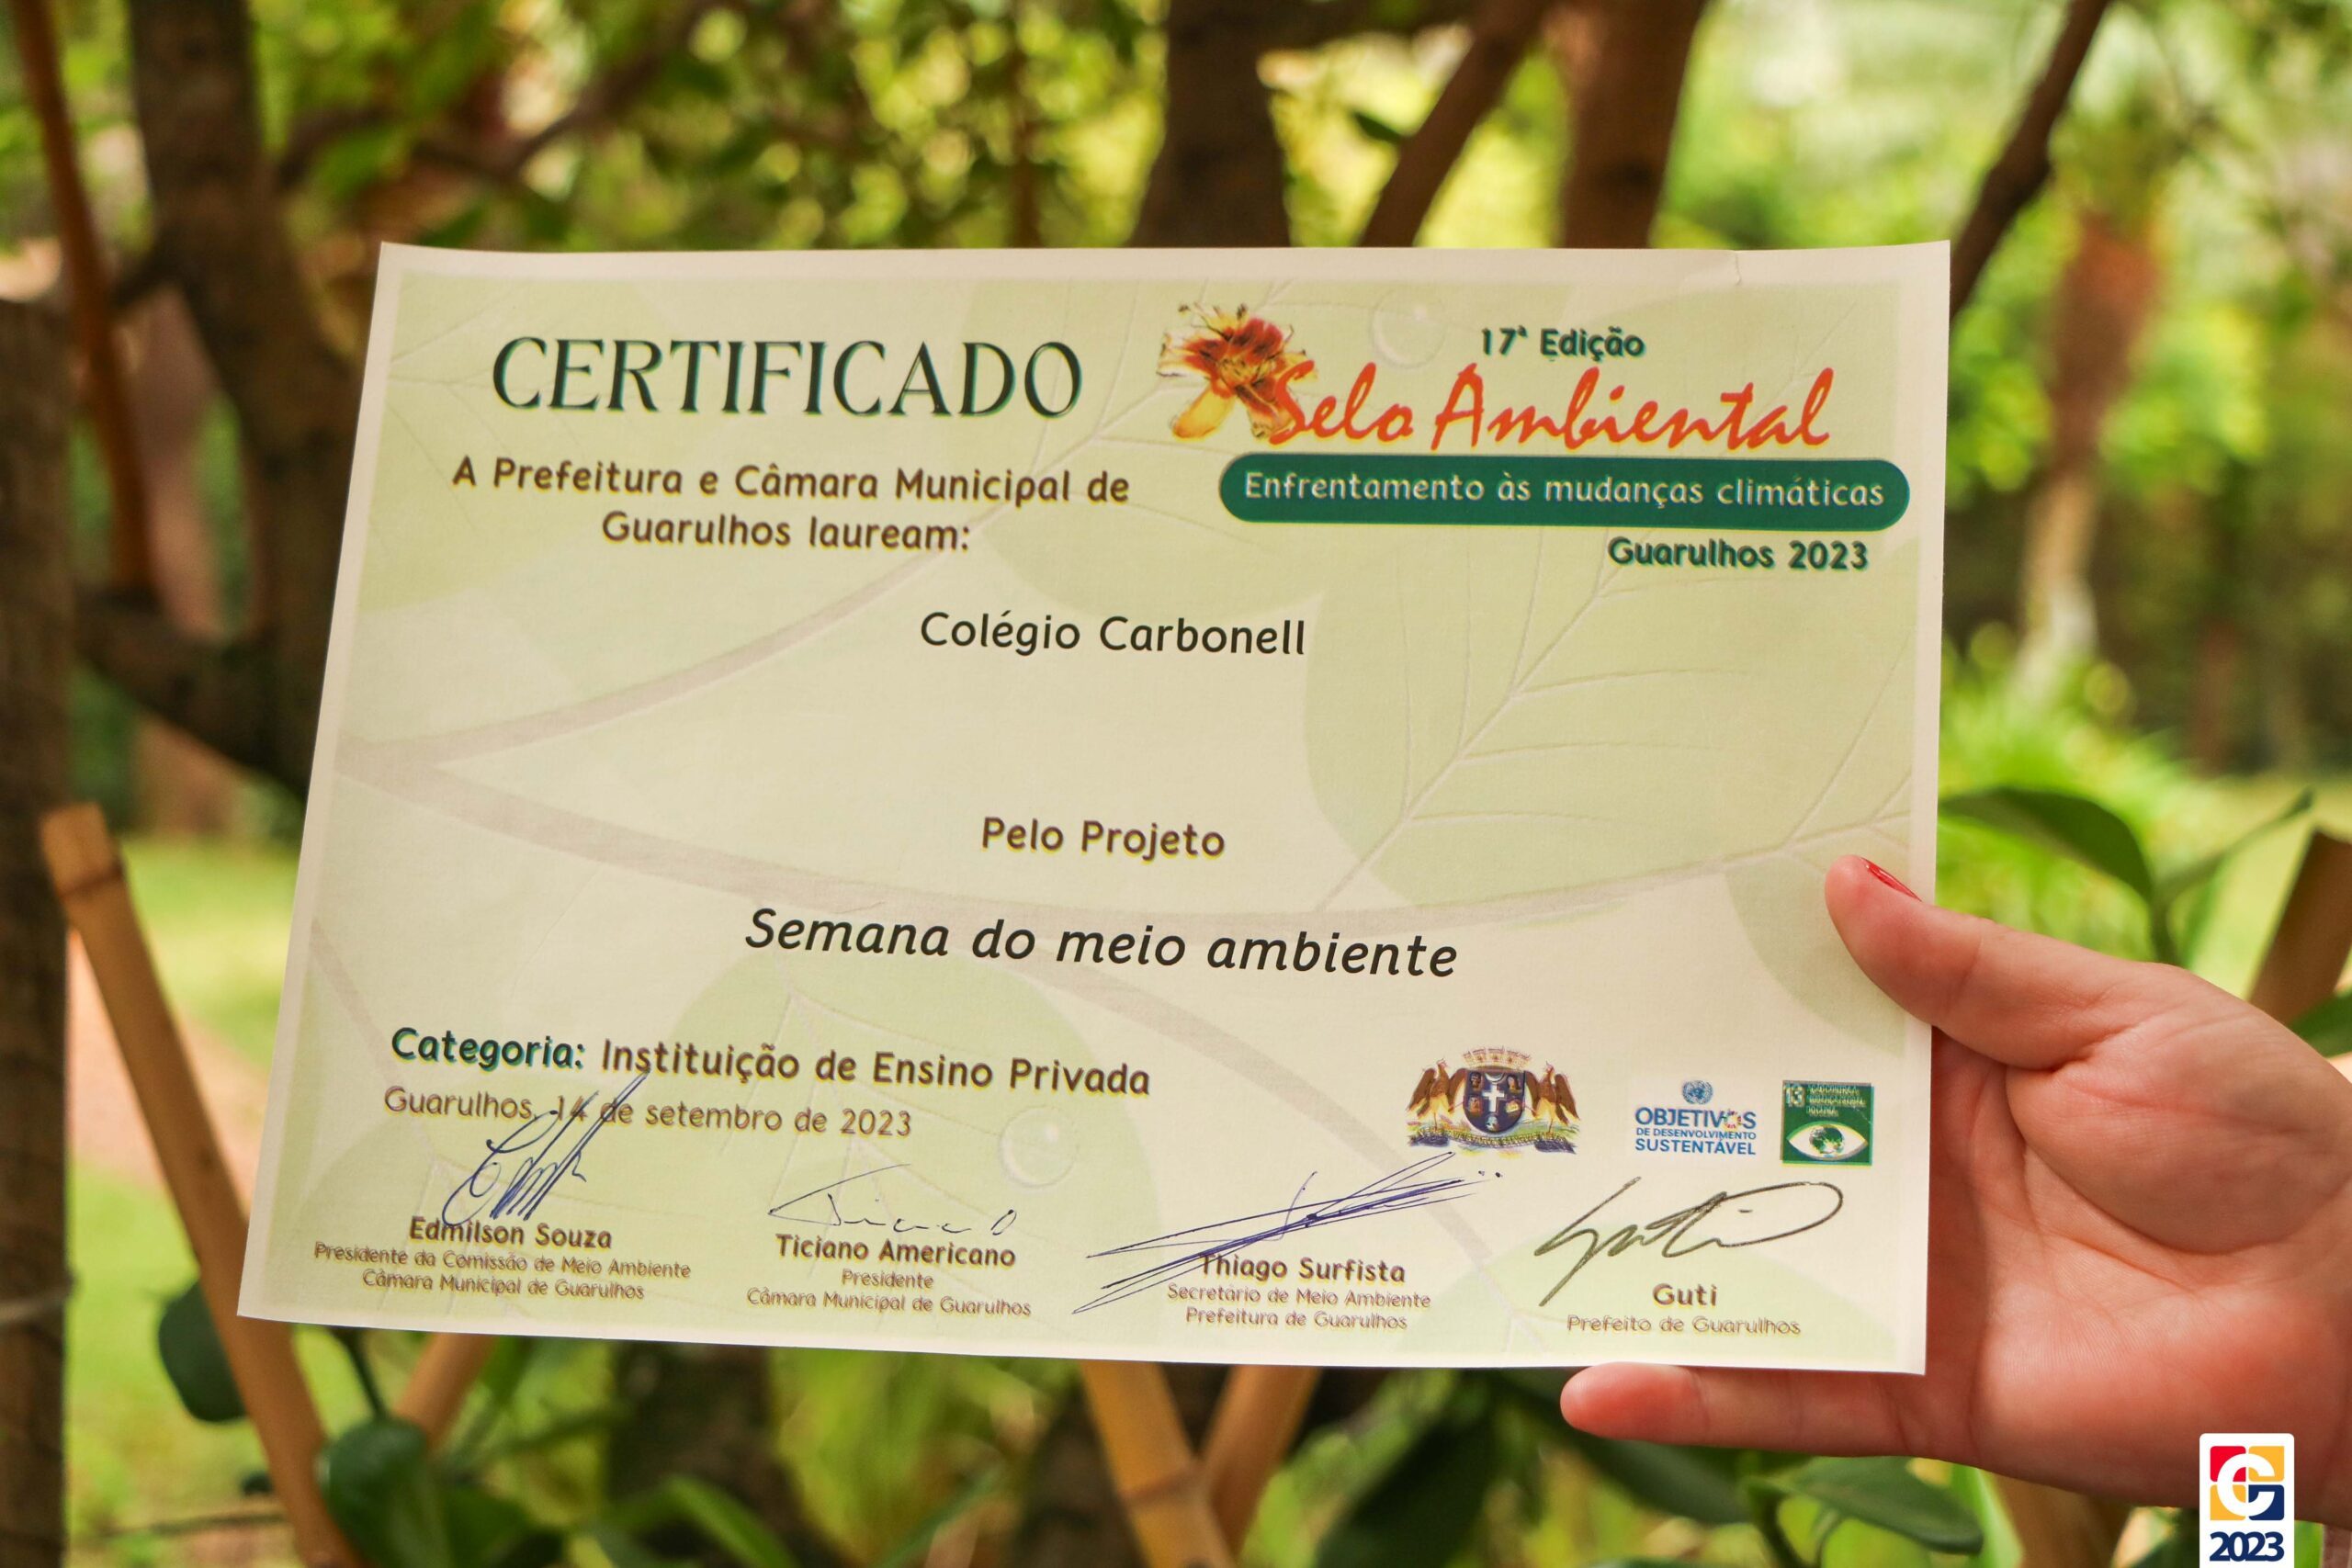 CERTIFICADO
A Prefeitura e Câmara Municipal de
Guarulhos lauream:
17ª Edição
Selo Ambiental
Enfrentamento às mudanças climáticas
Guarulhos 2023
Colégio Carbonell
Pelo Projeto
Semana do meio ambiente
Categoria: Instituição de Ensino Privada
Guarulhos, 14 de setembro de 2023
OBJETIVOS
DE DESENVOLVIMENTO
SUSTENTÁVEL
13
Edmilson Souza
Presidente da Comissão de Meio Ambiente
Câmara Municipal de Guarulhos
Ticiano Americano
Presidente
Câmara Municipal de Guarulhos
Thiago Surfista
Secretário de Meio Ambiente
Prefeitura de Guarulhos
Guti
Prefeito de Guarulhos
2023